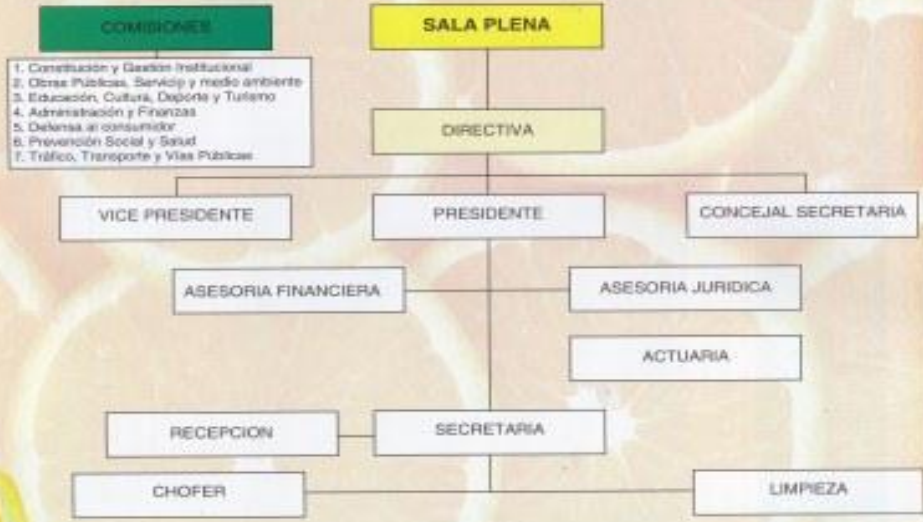 COMISIONES
1. Constitución y Gestion Institucional
2. Obras Públicas, Servicio y medio ambiente
3. Educación, Cultura, Deporte y Turismo
4. Administración y Finanzas
5. Defensa al consumidor
6. Prevención Social y Salud
7. Tráfico, Transporte y Vías Públicas
SALA PLENA
DIRECTIVA
VICE PRESIDENTE
PRESIDENTE
CONCEJAL SECRETARIA
ASESORIA FINANCIERA
ASESORIA JURIDICA
ACTUARIA
RECEPCION
SECRETARIA
CHOFER
LIMPIEZA